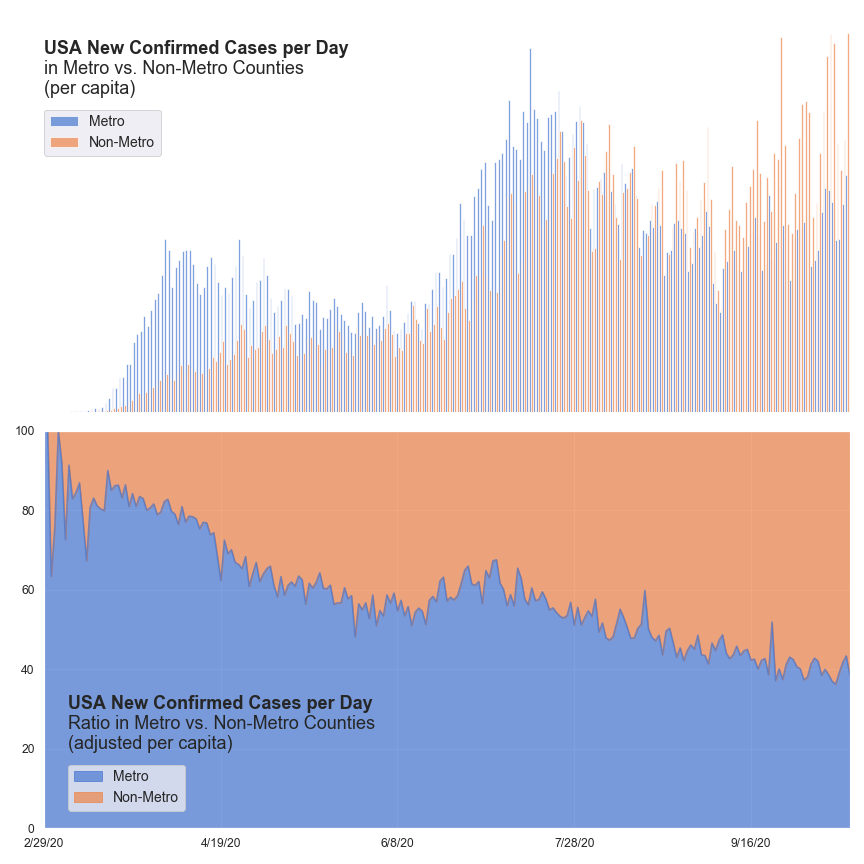 USA New Confirmed Cases per Day
in Metro vs. Non-Metro Counties
(per capita)
Metro
Non-Metro
100
80
60
40
USA New Confirmed Cases per Day
Ratio in Metro vs. Non-Metro Counties
(adjusted per capita)
20
Metro
Non-Metro
0
2/29/20 4/19/20 6/8/20 7/28/20 9/16/20